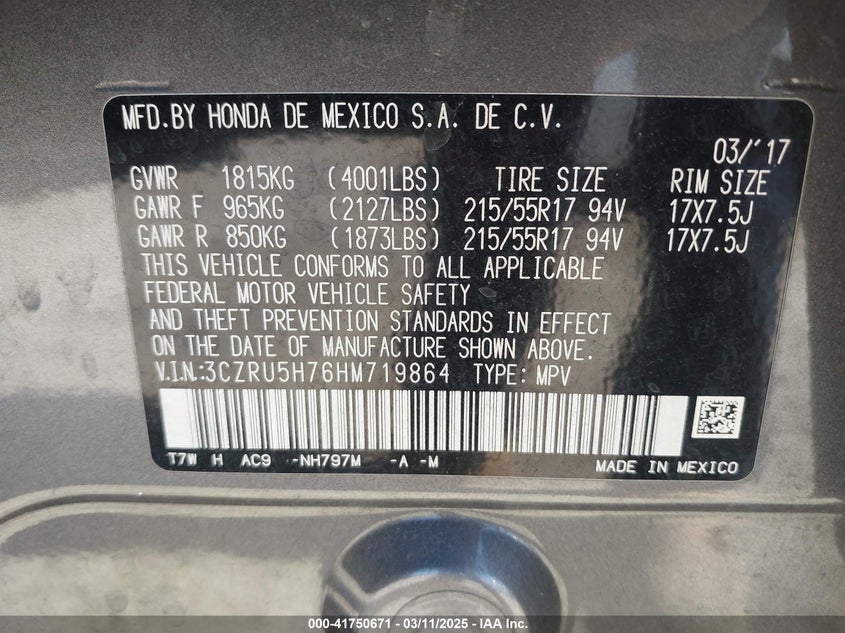 MFD.BY HONDA DE MEXICO S.A. DE C.V.
03/'17
GVWR 1815KG (4001LBS) TIRE SIZE RIM SIZE
GAWR F 965KG (2127LBS) 215/55R17 94V 17X7.5J
GAWR R 850KG (1873LBS) 215/55R17 94V 17X7.5J
THIS VEHICLE CONFORMS TO ALL APPLICABLE
FEDERAL MOTOR VEHICLE SAFETY
AND THEFT PREVENTION STANDARDS IN EFFECT
ON THE DATE OF MANUFACTURE SHOWN ABOVE.
V.I.N.:3CZRU5H76HM719864 TYPE: MPV
T7W H AC9 -NH797M -A -M
MADE IN MEXICO
000-41750671 - 03/11/2025 - IAA Inc.